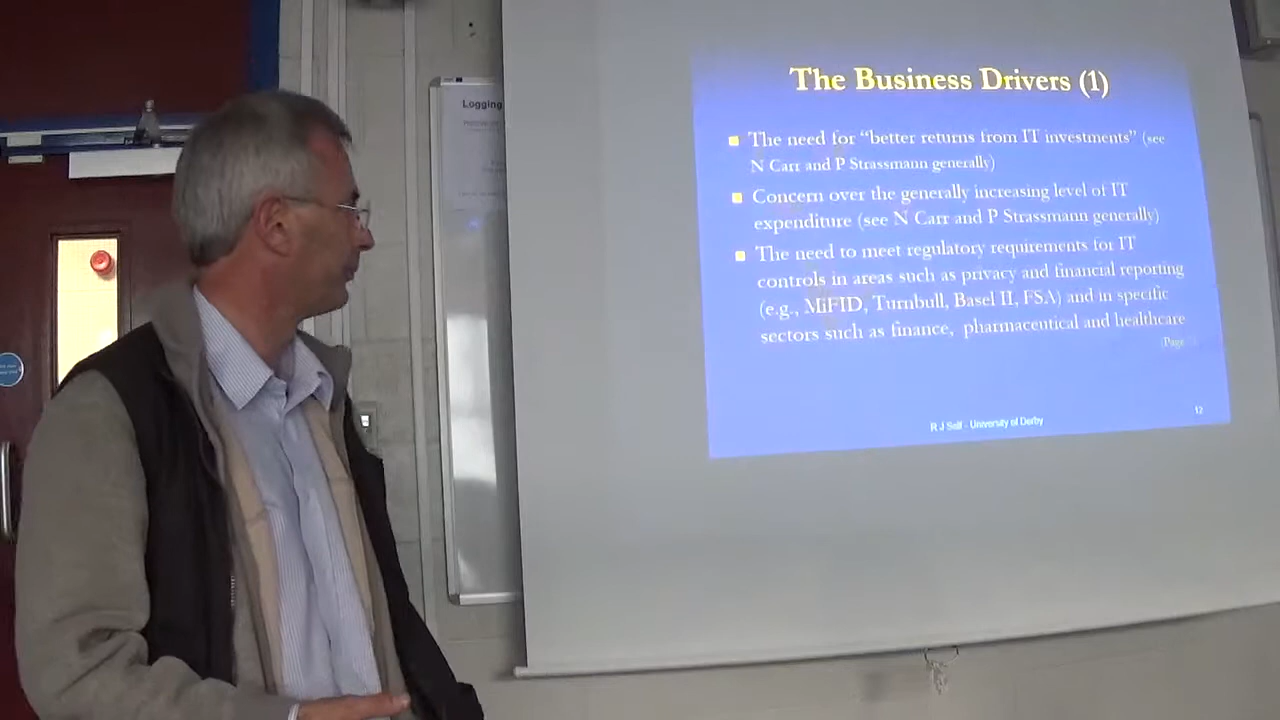 Logging
The Business Drivers (1)
The need for “better returns from IT investments” (see
N Carr and P Strassmann generally)
Concern over the generally increasing level of IT
expenditure (see N Carr and P Strassmann generally)
The need to meet regulatory requirements for IT
controls in areas such as privacy and financial reporting
(e.g., MiFID, Turnbull, Basel II, FSA) and in specific
sectors such as finance, pharmaceutical and healthcare
(Page
R J Self - University of Derby
12